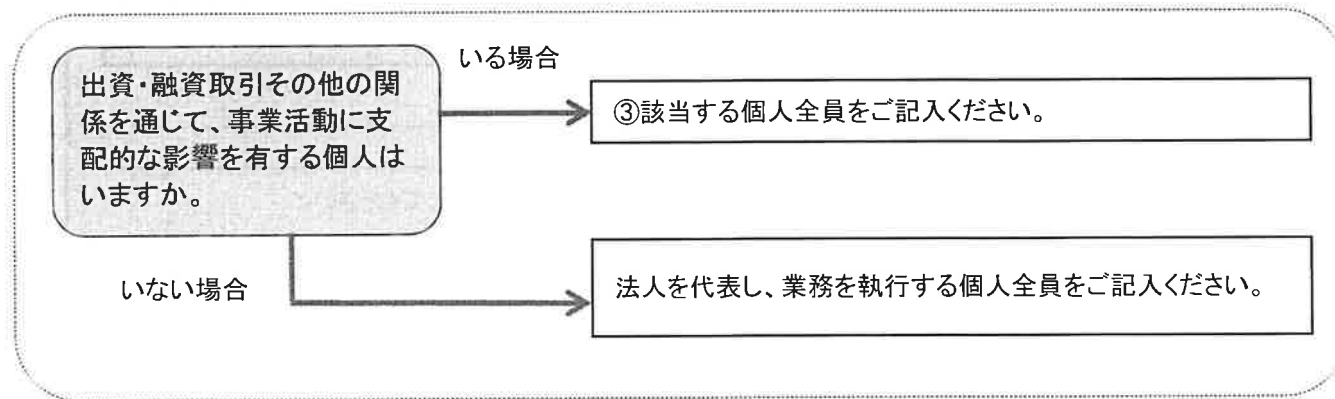 いる場合
出資・融資取引その他の関
係を通じて、事業活動に支
配的な影響を有する個人は
いますか。
③該当する個人全員をご記入ください。
いない場合
法人を代表し、業務を執行する個人全員をご記入ください。